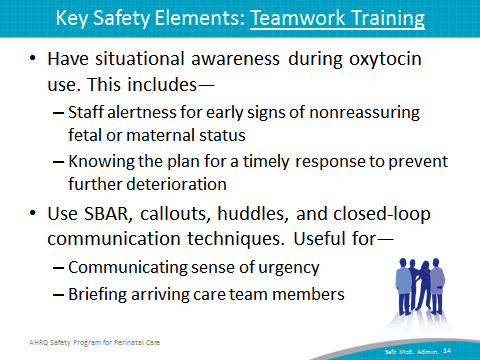 Key Safety Elements: Teamwork Training
• Have situational awareness during oxytocin
use. This includes—
– Staff alertness for early signs of nonreassuring
fetal or maternal status
– Knowing the plan for a timely response to prevent
further deterioration
• Use SBAR, callouts, huddles, and closed-loop
communication techniques. Useful for—
– Communicating sense of urgency
– Briefing arriving care team members
AHRQ Safety Program for Perinatal Care
Safe Med. Admin. 14